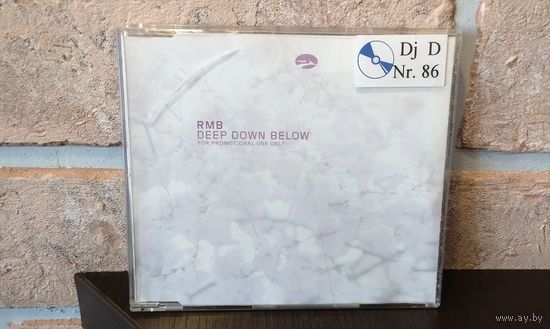 Dj D
Nr. 86
RMB
DEEP DOWN BELOW
FOR PROMOTIONAL USE ONLY
www.ay.by